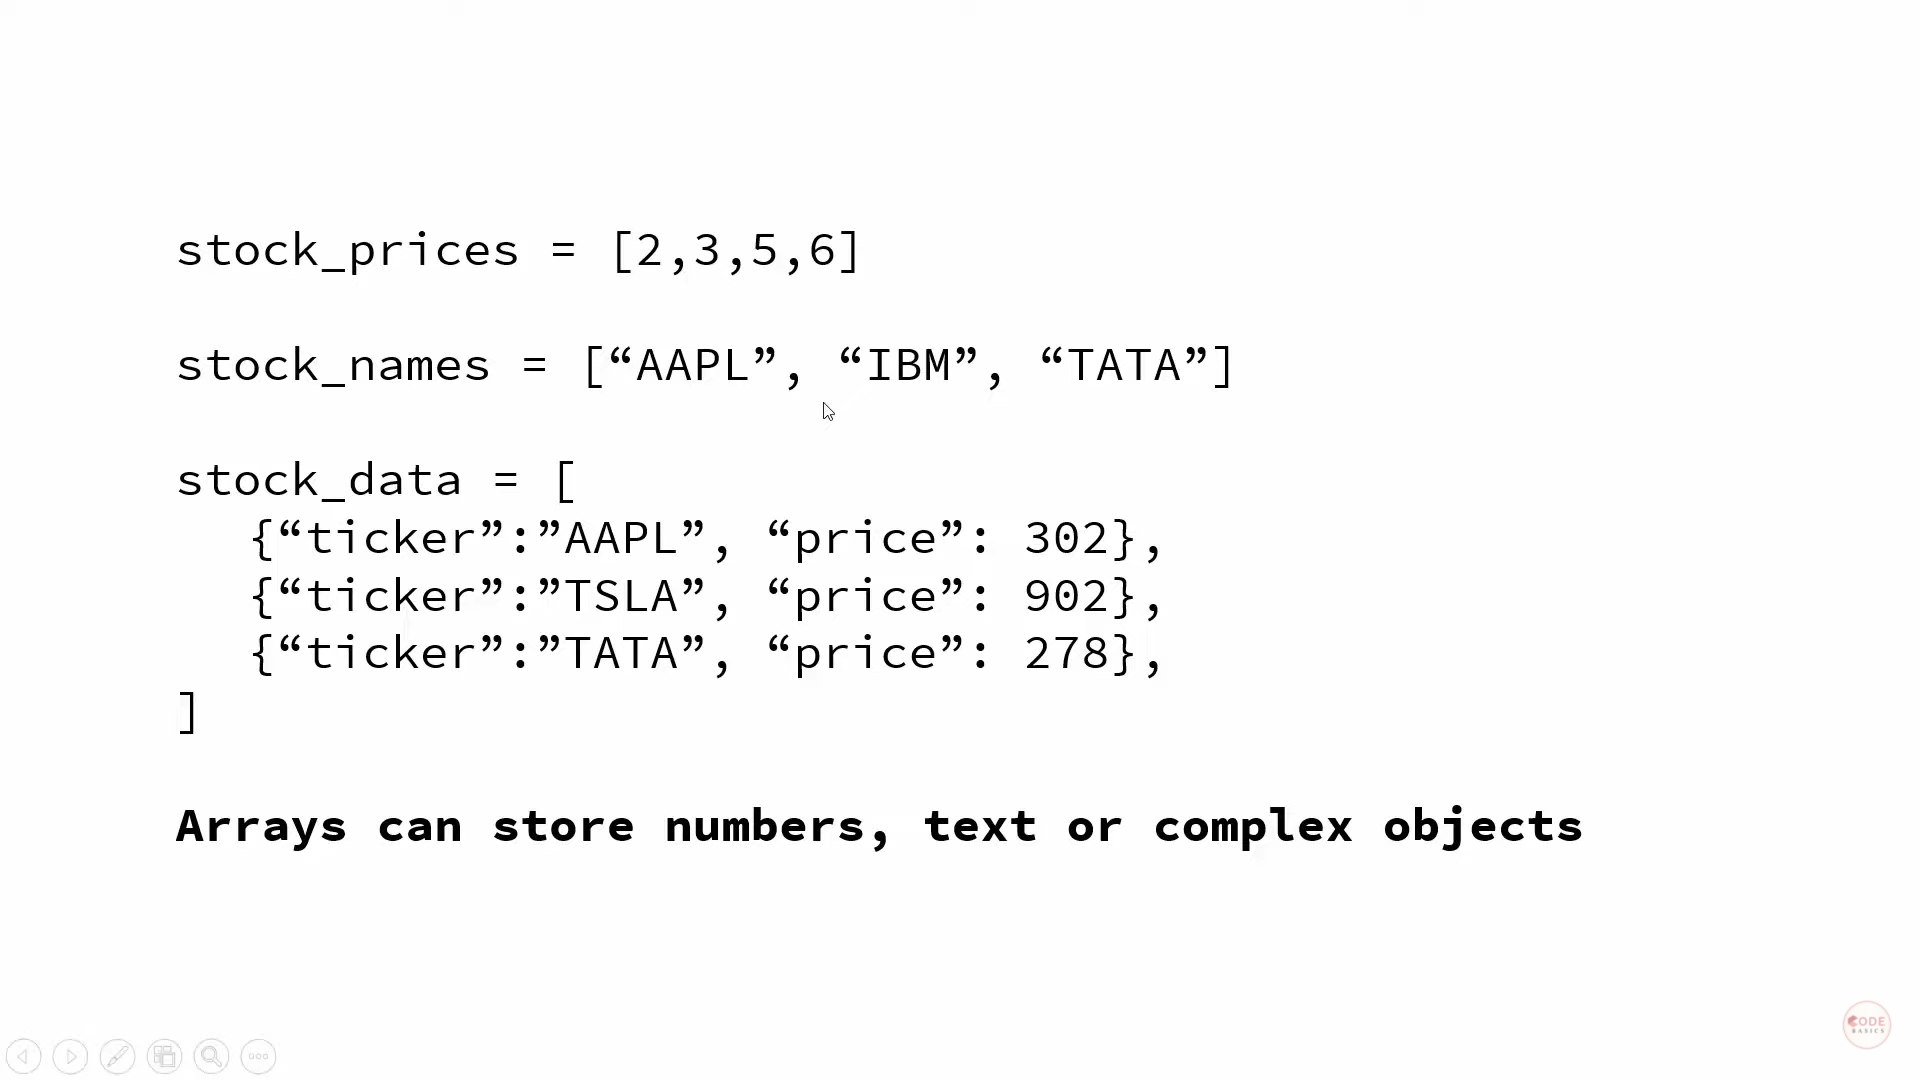 stock_prices = [2,3,5,6]
stock_names = [“AAPL”, “IBM”, “TATA”]
stock_data = [
{“ticker”:”AAPL”, “price”: 302},
{“ticker”:”TSLA”, “price”: 902},
{“ticker”:”TATA”, “price”: 278},
]
Arrays can store numbers, text or complex objects
CODE
BASICS